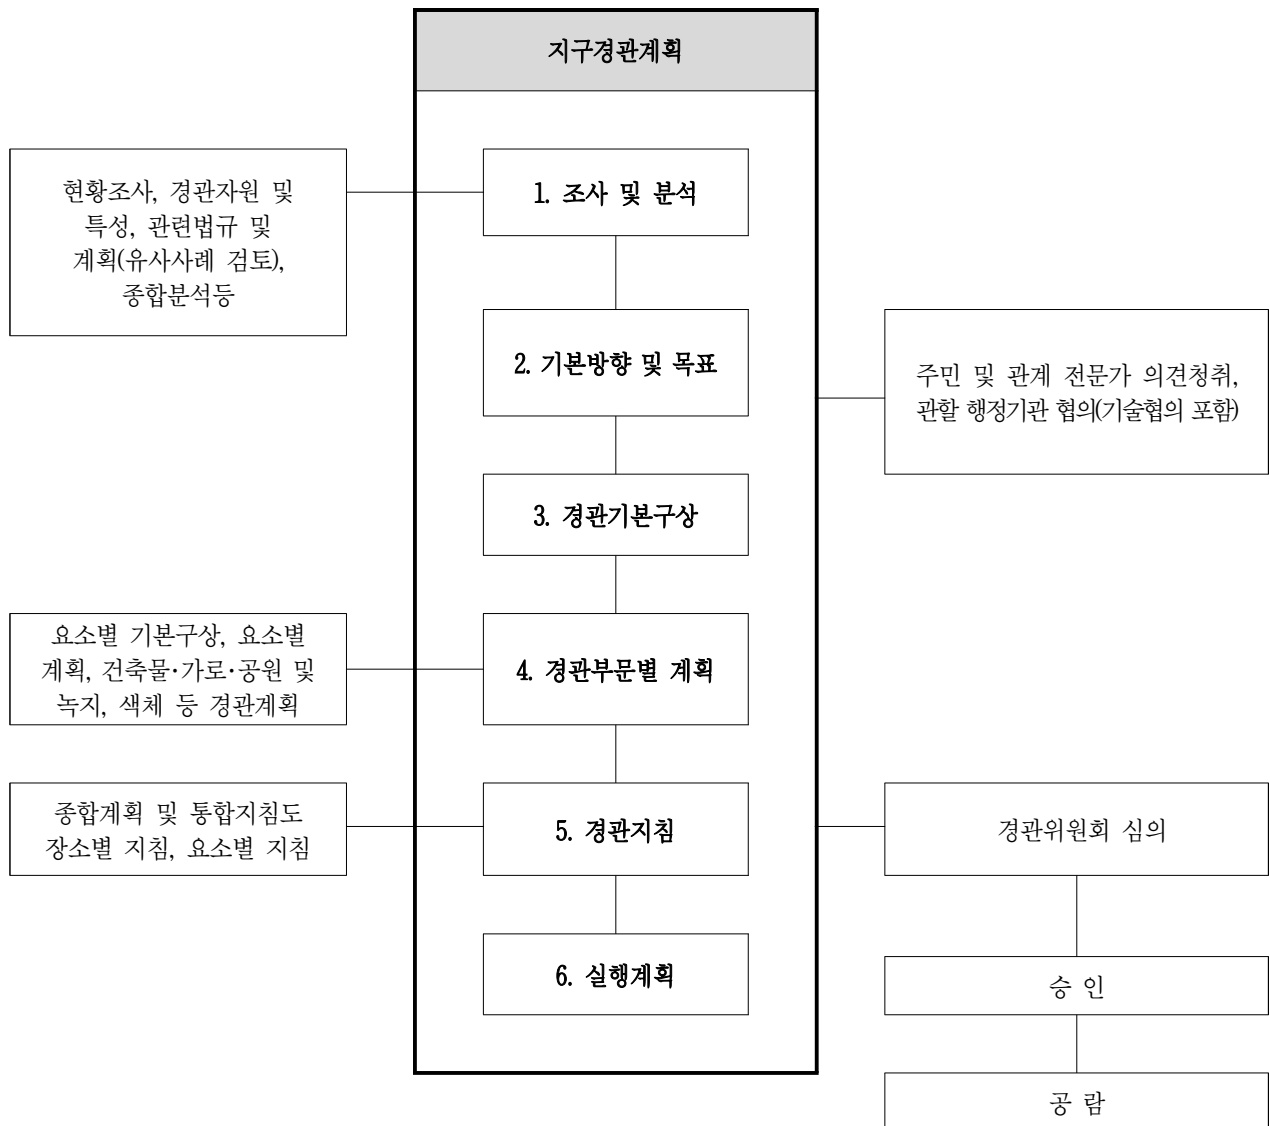 지구경관계획
현황조사, 경관자원 및
특성, 관련법규 및
계획(유사사례 검토),
종합분석등
1. 조사 및 분석
2. 기본방향 및 목표
주민 및 관계 전문가 의견청취,
관할 행정기관 협의(기술협의 포함)
3. 경관기본구상
요소별 기본구상, 요소별
계획, 건축물·가로·공원 및
녹지, 색체 등 경관계획
4. 경관부문별 계획
종합계획 및 통합지침도
장소별 지침, 요소별 지침
5. 경관지침
경관위원회 심의
6. 실행계획
승 인
공 람